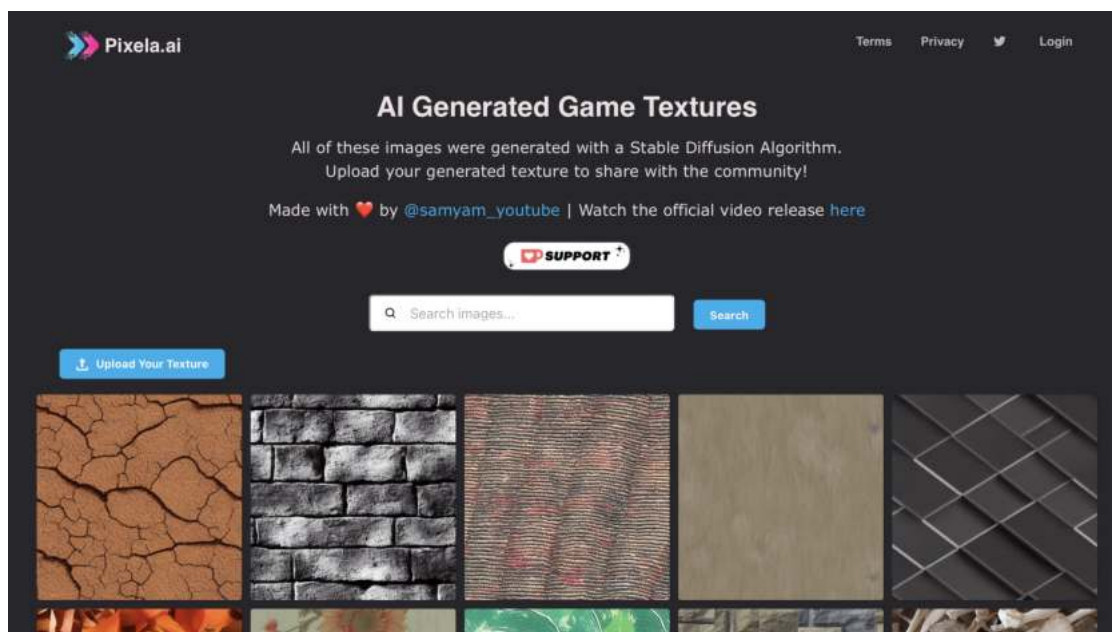 Pixela.ai
Terms Privacy Login
AI Generated Game Textures
All of these images were generated with a Stable Diffusion Algorithm.
Upload your generated texture to share with the community!
Made with ❤️ by @samyam_youtube | Watch the official video release here
SUPPORT
Search images...
Search
Upload Your Texture